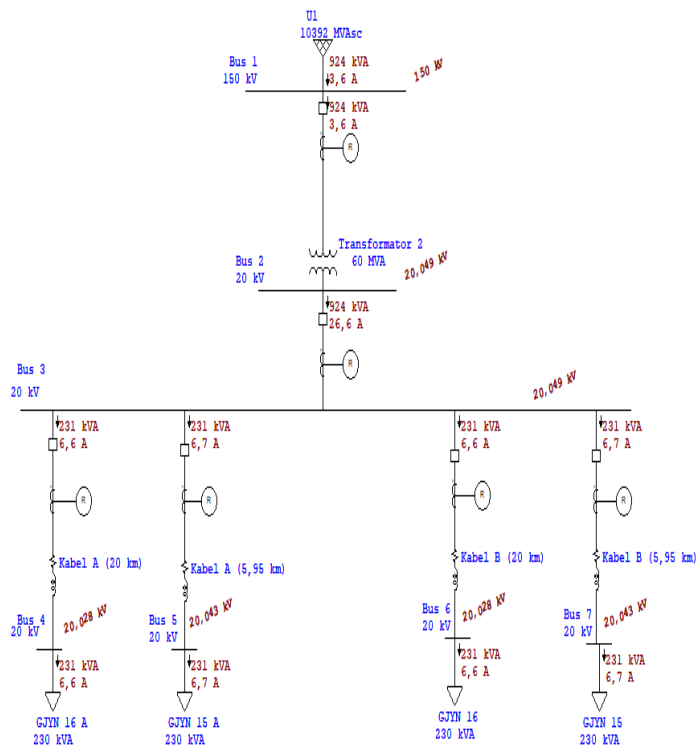 U1
10392 MVAsc
924 kVA
3,6 A
Bus 1
150 kV
150 kV
924 kVA
3,6 A
R
Transformator 2
60 MVA
Bus 2
20 kV
20,049 kV
924 kVA
26,6 A
R
Bus 3
20 kV
20,049 kV
231 kVA
6,6 A
231 kVA
6,7 A
231 kVA
6,6 A
231 kVA
6,7 A
R
R
R
R
Kabel A (20 km)
Kabel A (5,95 km)
Kabel B (20 km)
Kabel B (5,95 km)
Bus 4
20 kV
20,028 kV
Bus 5
20 kV
20,043 kV
Bus 6
20 kV
20,028 kV
Bus 7
20 kV
20,043 kV
231 kVA
6,6 A
231 kVA
6,7 A
231 kVA
6,6 A
231 kVA
6,7 A
GJYN 16 A
230 kVA
GJYN 15 A
230 kVA
GJYN 16
230 kVA
GJYN 15
230 kVA